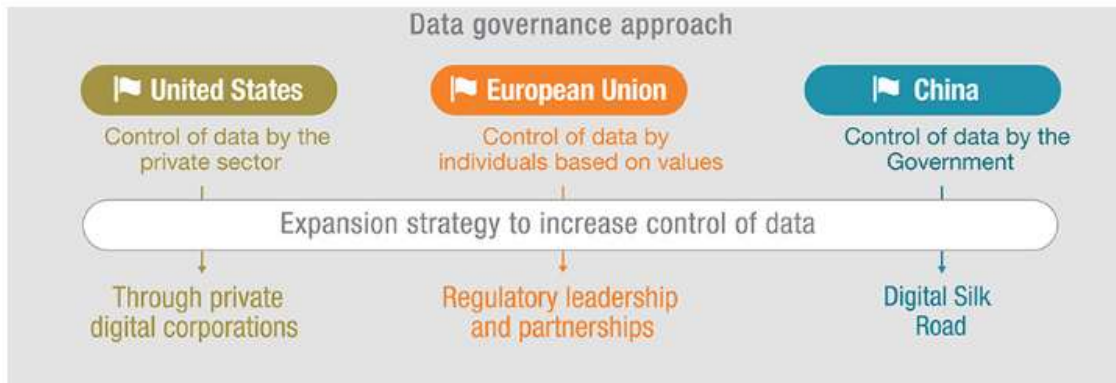 Data governance approach
United States
European Union
China
Control of data by the
private sector
Control of data by
individuals based on values
Control of data by the
Government
Expansion strategy to increase control of data
Through private
digital corporations
Regulatory leadership
and partnerships
Digital Silk
Road